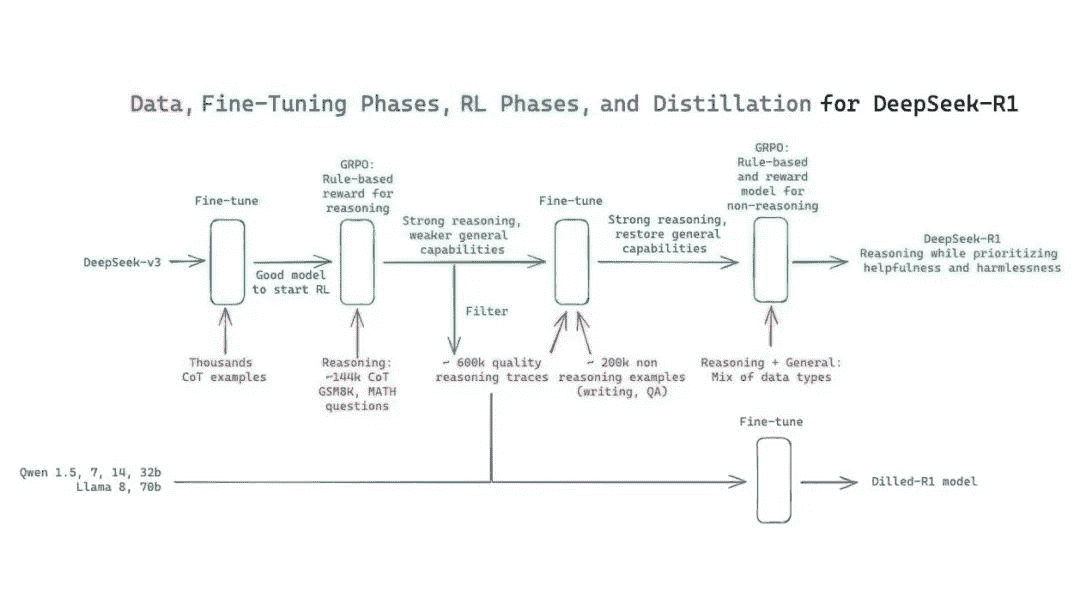 Data, Fine-Tuning Phases, RL Phases, and Distillation for DeepSeek-R1
GRPO:
Rule-based
reward for
reasoning
GRPO:
Rule-based
and reward
model for
non-reasoning
Fine-tune
Fine-tune
Strong reasoning,
weaker general
capabilities
Strong reasoning,
restore general
capabilities
DeepSeek-v3
Good model
to start RL
DeepSeek-R1
Reasoning while prioritizing
helpfulness and harmlessness
Filter
Thousands
CoT examples
Reasoning:
~144k CoT
GSM8K, MATH
questions
~ 600k quality
reasoning traces
~ 200k non
reasoning examples
(writing, QA)
Reasoning + General:
Mix of data types
Fine-tune
Qwen 1.5, 7, 14, 32b
Llama 8, 70b
Dilled-R1 model